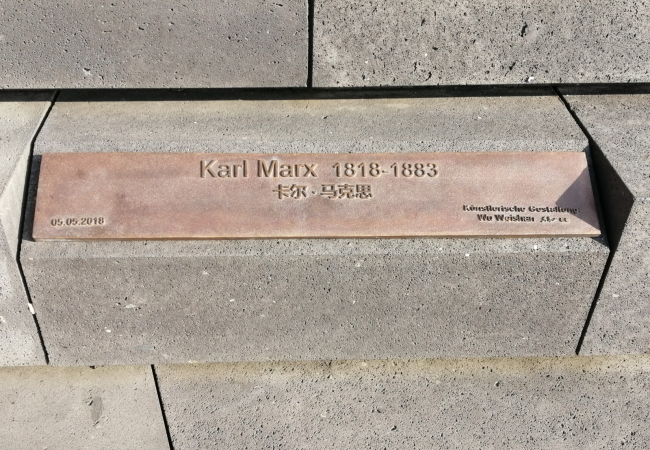 Karl Marx 1818-1883
卡尔·马克思
05.05.2018
Künstlerische Gestaltung:
Wu Weishan